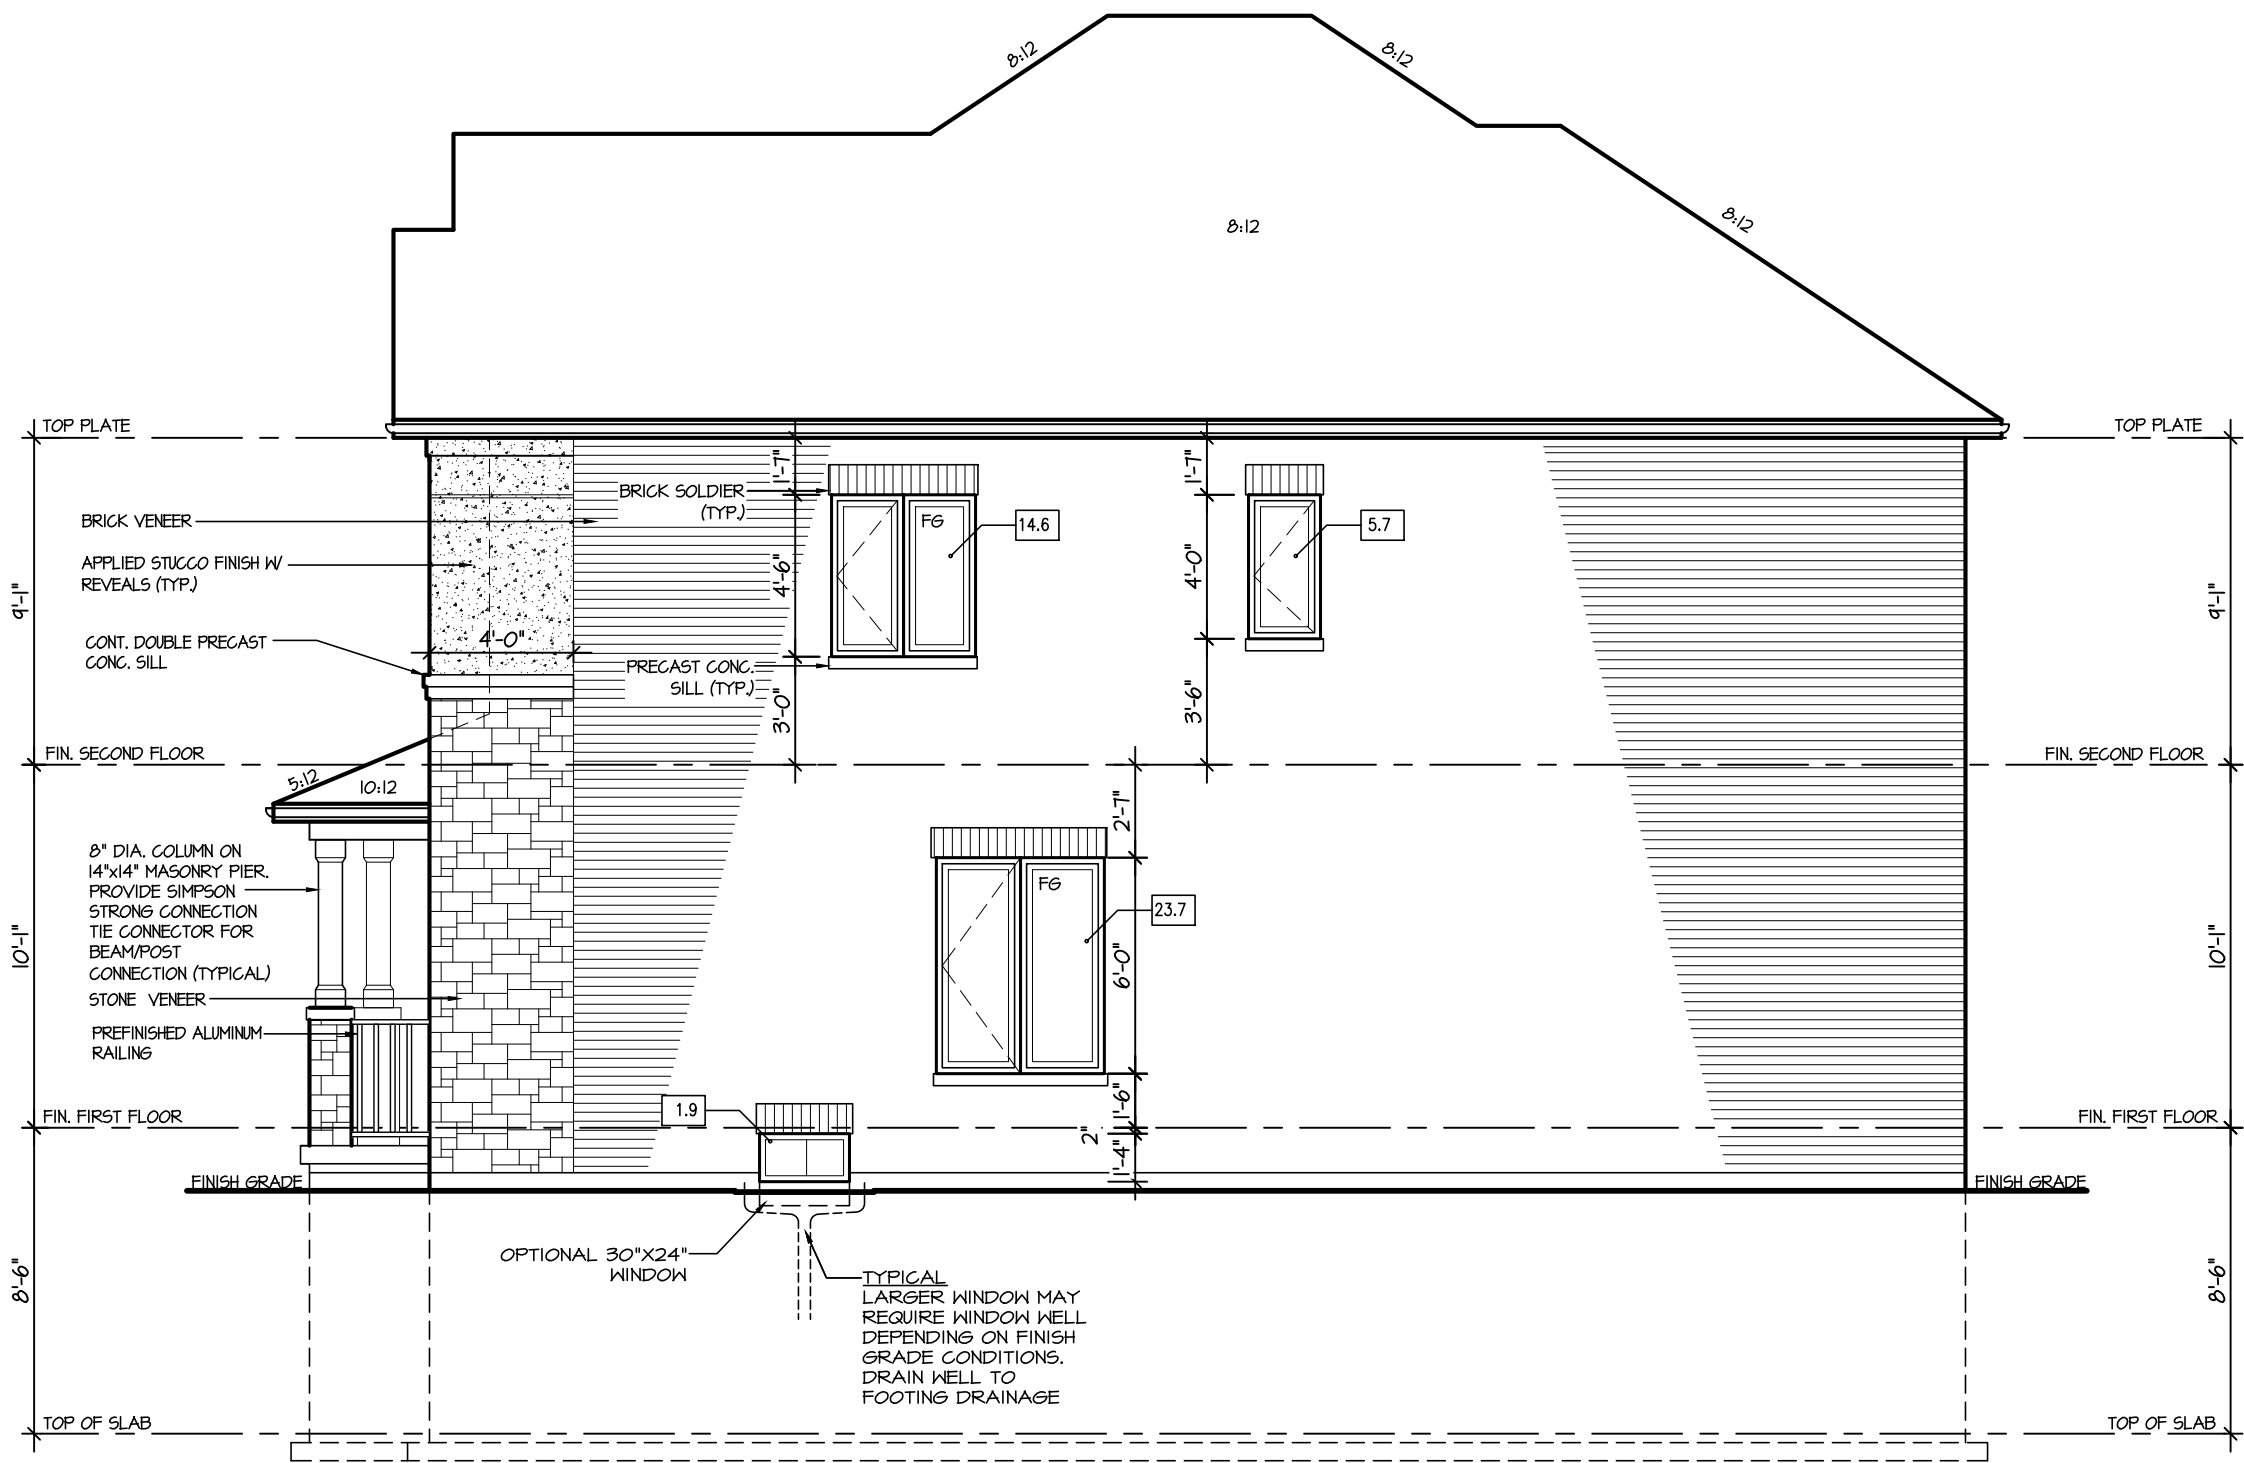 8:12
8:12
8:12
8:12
TOP PLATE
TOP PLATE
1'-7"
1'-7"
BRICK SOLDIER
(TYP.)
BRICK VENEER
FG
14.6
5.7
APPLIED STUCCO FINISH W/
REVEALS (TYP.)
4'-6"
4'-0"
9'-1"
9'-1"
CONT. DOUBLE PRECAST
CONC. SILL
4'-0"
PRECAST CONC.
SILL (TYP.)
3'-0"
3'-6"
FIN. SECOND FLOOR
FIN. SECOND FLOOR
5:12
10:12
2'-7"
8" DIA. COLUMN ON
14"x14" MASONRY PIER.
PROVIDE SIMPSON
STRONG CONNECTION
TIE CONNECTOR FOR
BEAM/POST
CONNECTION (TYPICAL)
FG
23.7
10'-1"
6'-0"
10'-1"
STONE VENEER
PREFINISHED ALUMINUM
RAILING
1.9
1'-6"
FIN. FIRST FLOOR
FIN. FIRST FLOOR
2"
1'-4"
FINISH GRADE
FINISH GRADE
OPTIONAL 30"X24"
WINDOW
8'-6"
8'-6"
TYPICAL
LARGER WINDOW MAY
REQUIRE WINDOW WELL
DEPENDING ON FINISH
GRADE CONDITIONS.
DRAIN WELL TO
FOOTING DRAINAGE
TOP OF SLAB
TOP OF SLAB